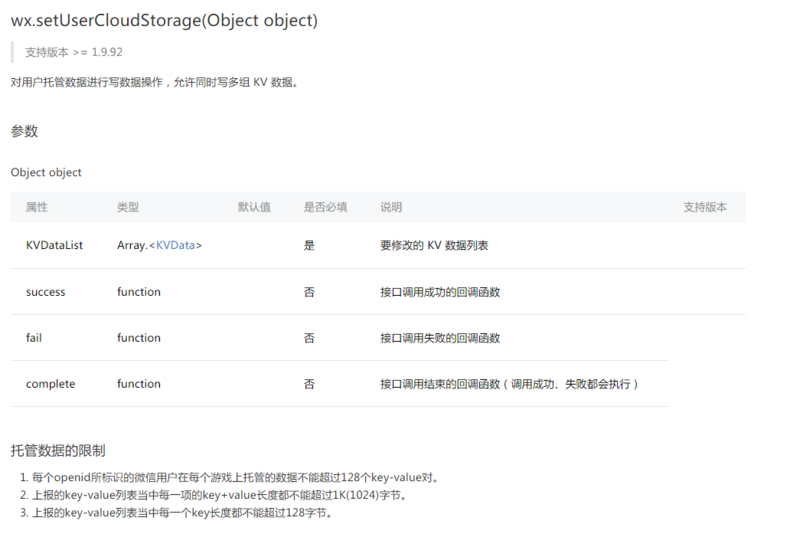 wx.setUserCloudStorage(Object object)
支持版本 >= 1.9.92
对用户托管数据进行写数据操作，允许同时写多组 KV 数据。
参数
Object object
属性 类型 默认值 是否必填 说明 支持版本
KVDataList Array.<KVData> 是 要修改的 KV 数据列表
success function 否 接口调用成功的回调函数
fail function 否 接口调用失败的回调函数
complete function 否 接口调用结束的回调函数（调用成功、失败都会执行）
托管数据的限制
1. 每个openid所标识的微信用户在每个游戏上托管的数据不能超过128个key-value对。
2. 上报的key-value列表当中每一项的key+value长度都不能超过1K(1024)字节。
3. 上报的key-value列表当中每一个key长度都不能超过128字节。